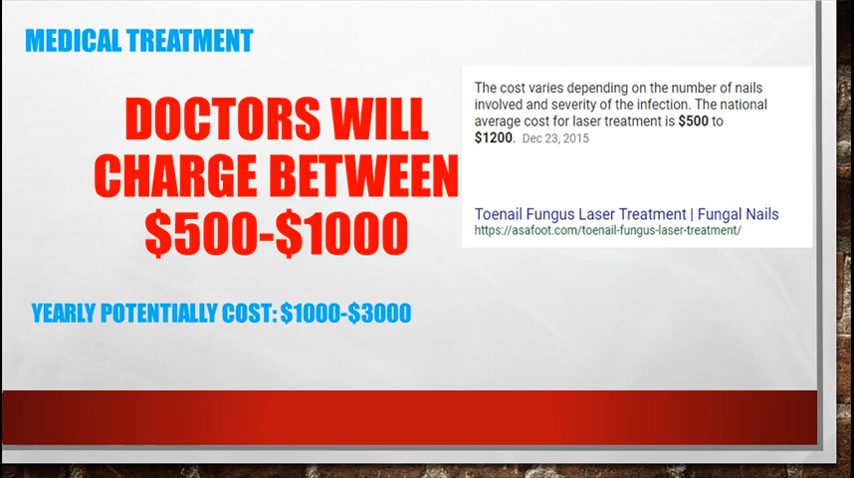 MEDICAL TREATMENT
DOCTORS WILL
CHARGE BETWEEN
$500-$1000
The cost varies depending on the number of nails
involved and severity of the infection. The national
average cost for laser treatment is $500 to
$1200. Dec 23, 2015
Toenail Fungus Laser Treatment | Fungal Nails
https://asafoot.com/toenail-fungus-laser-treatment/
YEARLY POTENTIALLY COST: $1000-$3000